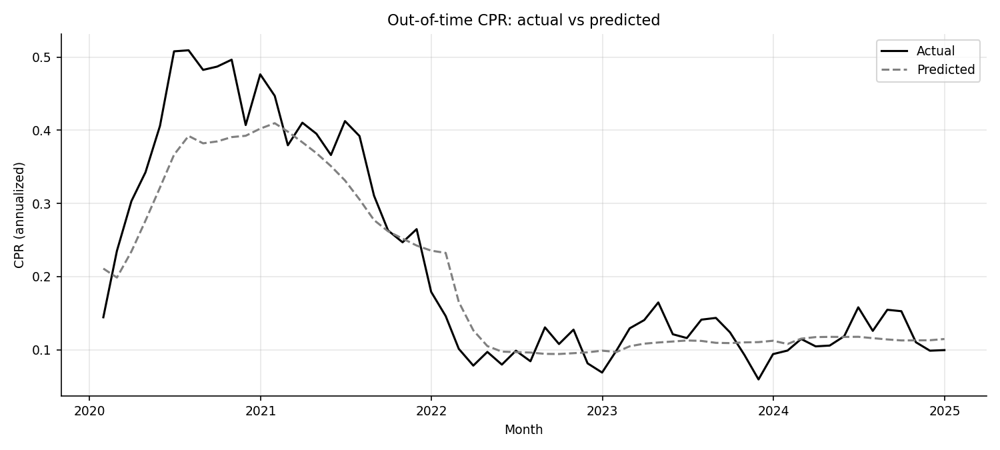 Out-of-time CPR: actual vs predicted
Actual
Predicted
CPR (annualized)
0.5
0.4
0.3
0.2
0.1
2020
2021
2022
2023
2024
2025
Month